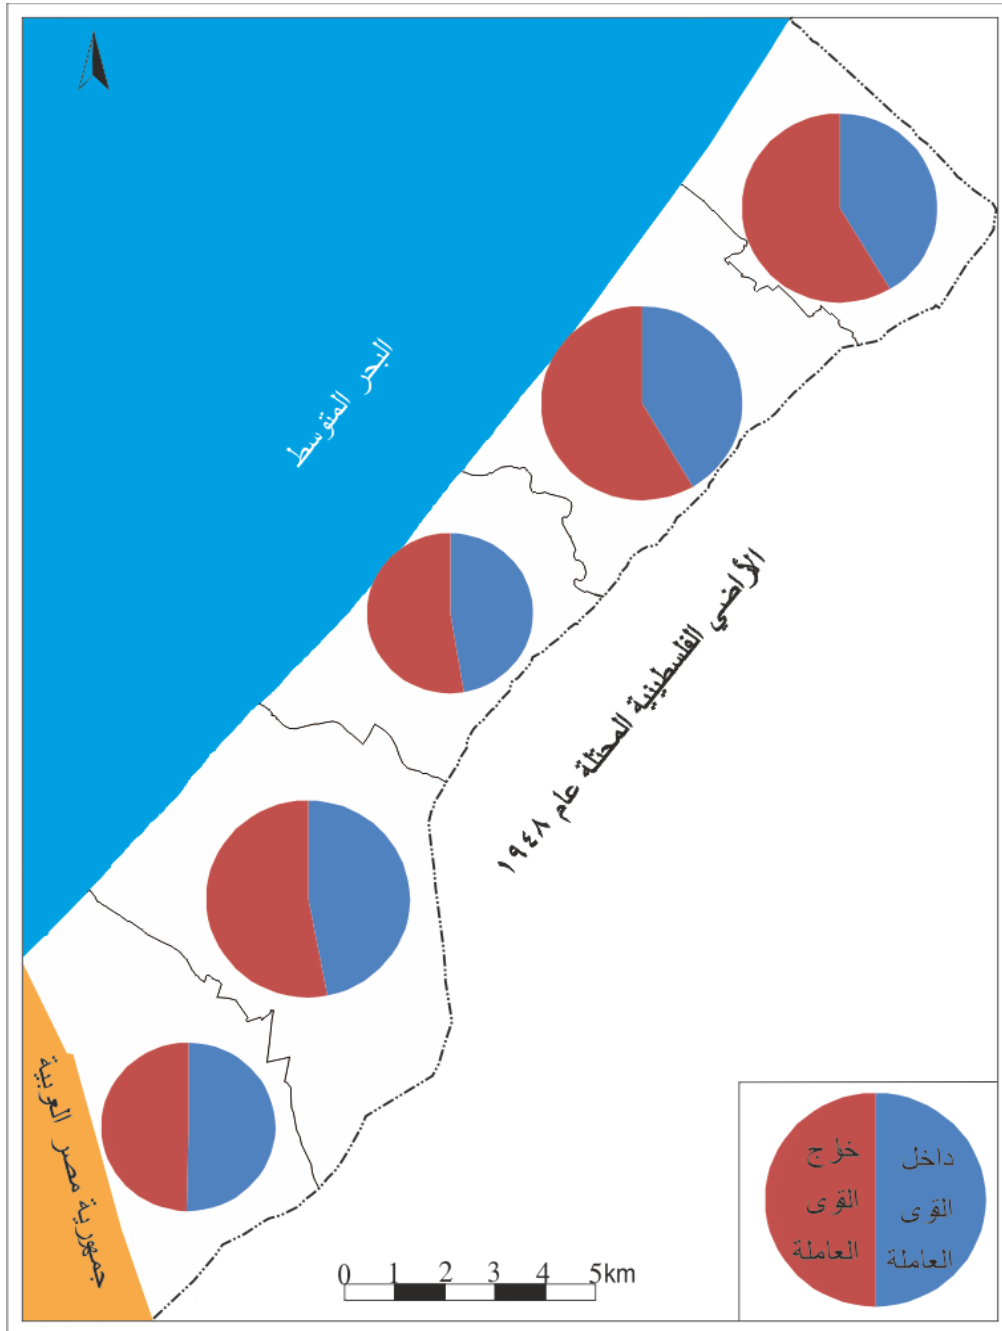 البحر المتوسط
الأراضي الفلسطينية المحتلة عام ١٩٤٨
جمهورية مصر العربية
0 1 2 3 4 5km
داخل
القوى
العاملة
خارج
القوى
العاملة